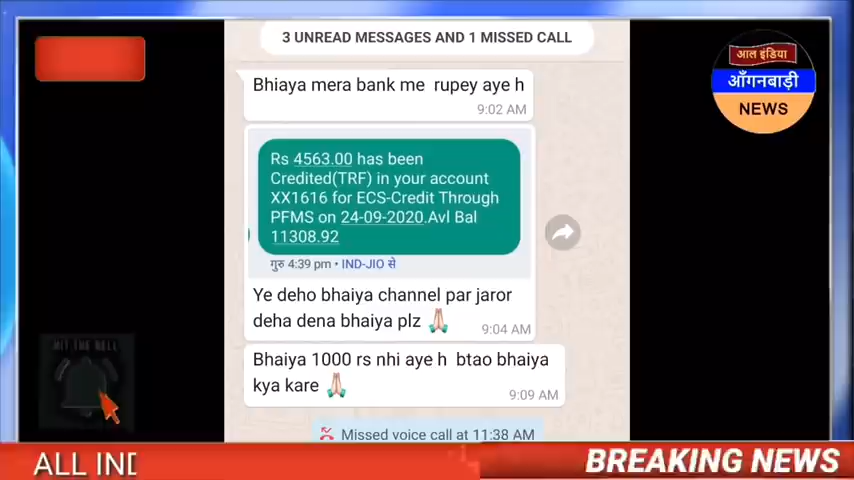 3 UNREAD MESSAGES AND 1 MISSED CALL
आल इंडिया
आँगनबाड़ी
NEWS
Bhiaya mera bank me rupey aye h
9:02 AM
Rs 4563.00 has been
Credited(TRF) in your account
XX1616 for ECS-Credit Through
PFMS on 24-09-2020.Avl Bal
11308.92
गुरु 4:39 pm • IND-JIO से
Ye deho bhaiya channel par jaror
deha dena bhaiya plz 🙏🏻
9:04 AM
Bhaiya 1000 rs nhi aye h btao bhaiya
kya kare 🙏🏻
9:09 AM
HIT THE BELL
Missed voice call at 11:38 AM
ALL IND
BREAKING NEWS